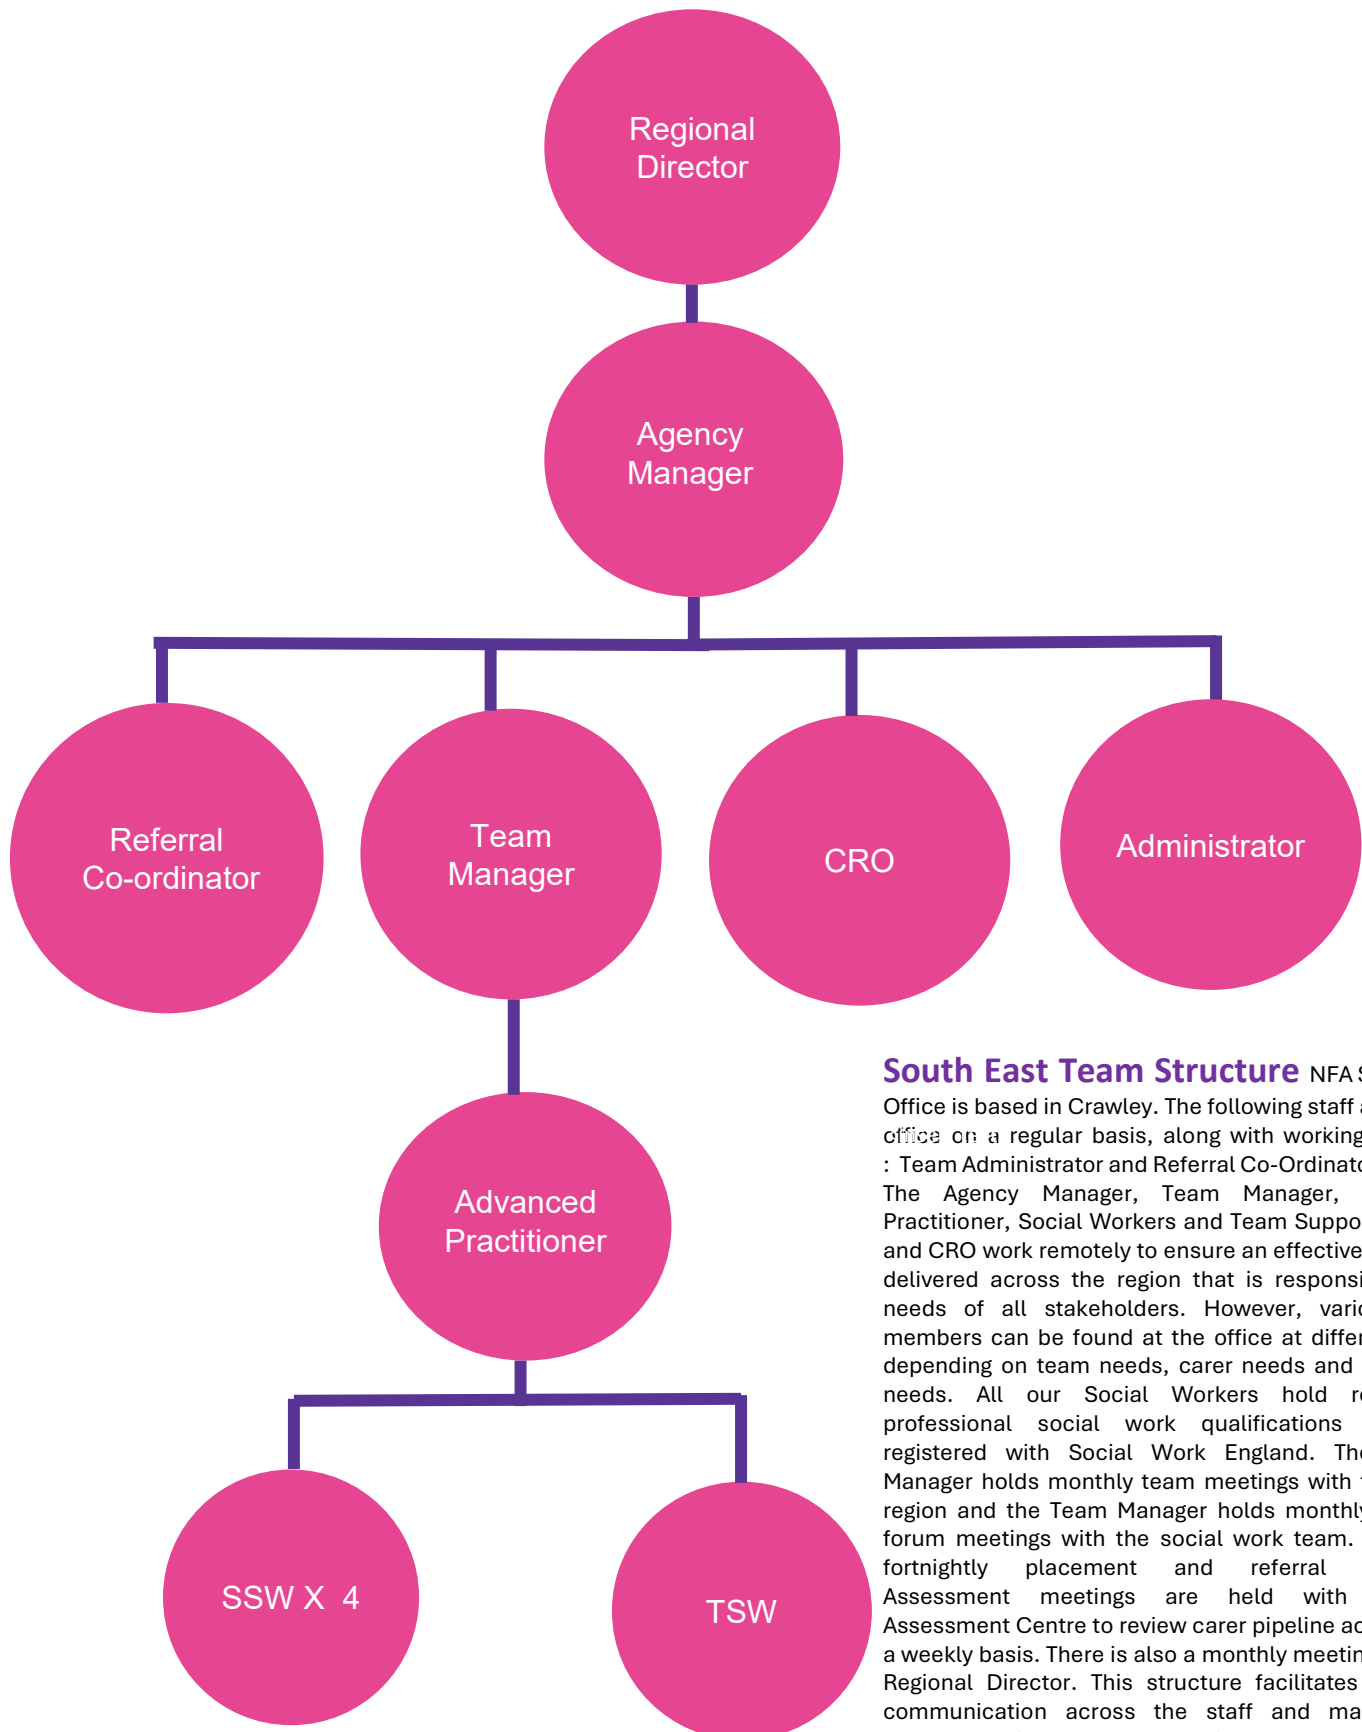 Regional
Director
Agency
Manager
Referral
Co-ordinator
Team
Manager
CRO
Administrator
Advanced
Practitioner
SSW X 4
TSW
South East Team Structure NFA S
Office is based in Crawley. The following staff a
office on a regular basis, along with working
: Team Administrator and Referral Co-Ordinato
The Agency Manager, Team Manager,
Practitioner, Social Workers and Team Suppor
and CRO work remotely to ensure an effective
delivered across the region that is responsi
needs of all stakeholders. However, vario
members can be found at the office at differ
depending on team needs, carer needs and
needs. All our Social Workers hold re
professional social work qualifications
registered with Social Work England. The
Manager holds monthly team meetings with t
region and the Team Manager holds monthly
forum meetings with the social work team.
fortnightly placement and referral
Assessment meetings are held with
Assessment Centre to review carer pipeline ac
a weekly basis. There is also a monthly meetin
Regional Director. This structure facilitates
communication across the staff and ma